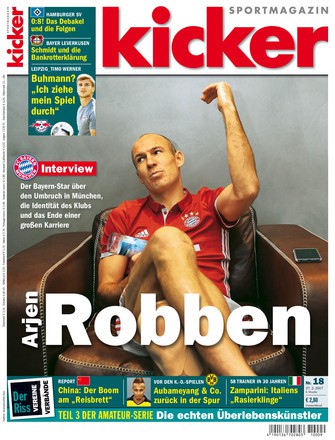 SPORTMAGAZIN
kicker
kicker
HAMBURGER SV
0:8! Das Debakel
und die Folgen
BAYER LEVERKUSEN
Schmidt und die
Bankrotterklärung
LEIPZIG_TIMO WERNER
Buhmann?
„Ich ziehe
mein Spiel
durch“
Interview
Der Bayern-Star über
den Umbruch in München,
die Identität des Klubs
und das Ende einer
großen Karriere
Arjen
Robben
Der
Riss
VEREINE
VERBÄNDE
REPORT
China: Der Boom
am „Reisbrett“
VOR DEN K.-O.-SPIELEN
Aubameyang & Co.
zurück in der Spur
58 TRAINER IN 30 JAHREN
Zamparini: Italiens
„Rasierklinge“
Nr. 18
€ 2,80
TEIL 3 DER AMATEUR-SERIE Die echten Überlebenskünstler